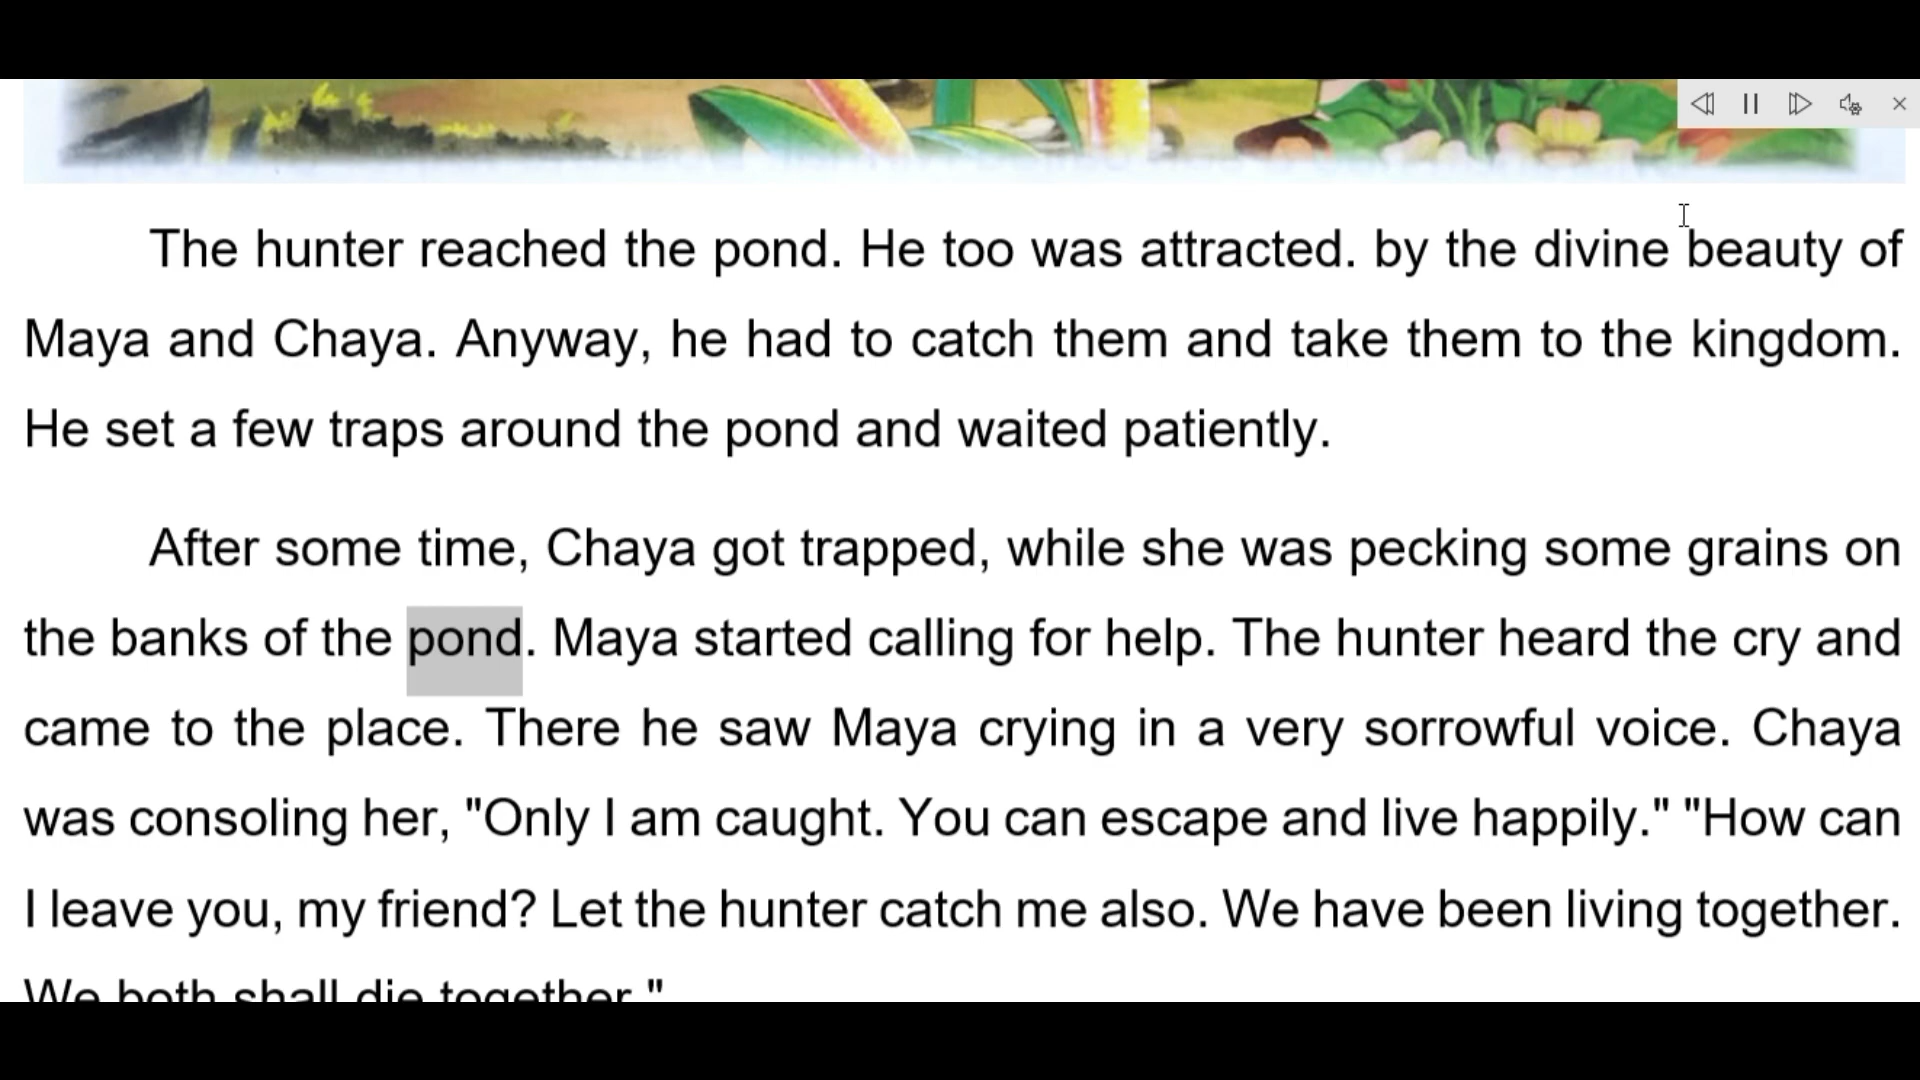 The hunter reached the pond. He too was attracted. by the divine beauty of
Maya and Chaya. Anyway, he had to catch them and take them to the kingdom.
He set a few traps around the pond and waited patiently.
After some time, Chaya got trapped, while she was pecking some grains on
the banks of the pond. Maya started calling for help. The hunter heard the cry and
came to the place. There he saw Maya crying in a very sorrowful voice. Chaya
was consoling her, "Only I am caught. You can escape and live happily." "How can
I leave you, my friend? Let the hunter catch me also. We have been living together.
We both shall die together."